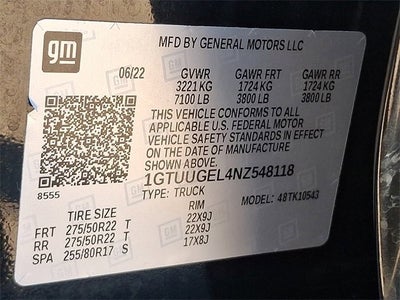 gm
MFD BY GENERAL MOTORS LLC
06/22 GVWR GAWR FRT GAWR RR
3221 KG 1724 KG 1724 KG
7100 LB 3800 LB 3800 LB
THIS VEHICLE CONFORMS TO ALL
APPLICABLE U.S. FEDERAL MOTOR
VEHICLE SAFETY STANDARDS IN EFFECT
ON THE DATE OF MANUFACTURE
SHOWN ABOVE.
8555
1GTUUGEL4NZ548118
TYPE: TRUCK MODEL: 48TK10543
TIRE SIZE RIM
FRT 275/50R22 T 22X9J
RR 275/50R22 T 22X9J
SPA 255/80R17 S 17X8J